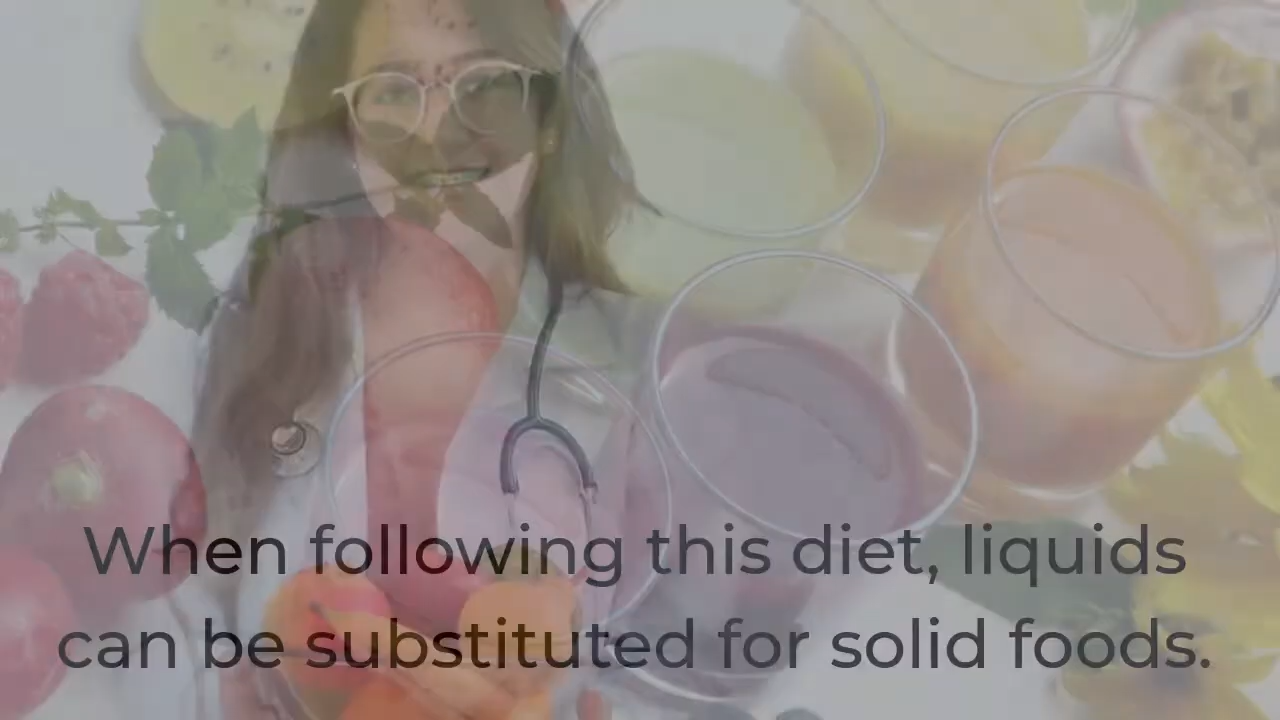 When following this diet, liquids
can be substituted for solid foods.